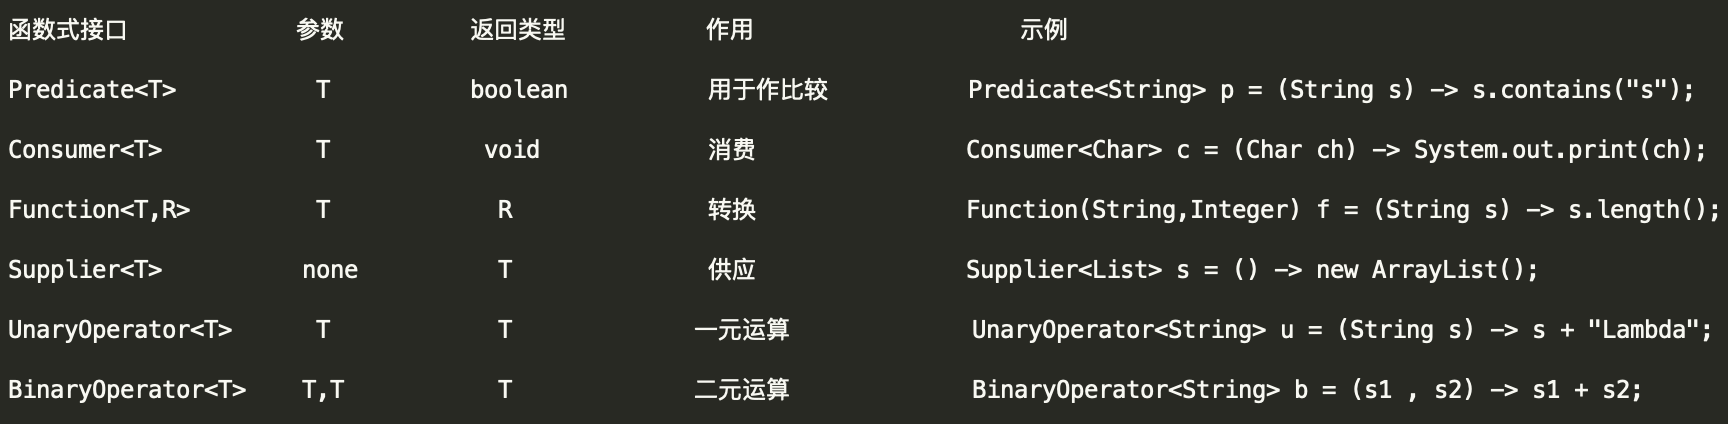 函数式接口 参数 返回类型 作用 示例
Predicate<T> T boolean 用于作比较 Predicate<String> p = (String s) -> s.contains("s");
Consumer<T> T void 消费 Consumer<Char> c = (Char ch) -> System.out.print(ch);
Function<T,R> T R 转换 Function(String,Integer) f = (String s) -> s.length();
Supplier<T> none T 供应 Supplier<List> s = () -> new ArrayList();
UnaryOperator<T> T T 一元运算 UnaryOperator<String> u = (String s) -> s + "Lambda";
BinaryOperator<T> T,T T 二元运算 BinaryOperator<String> b = (s1 , s2) -> s1 + s2;